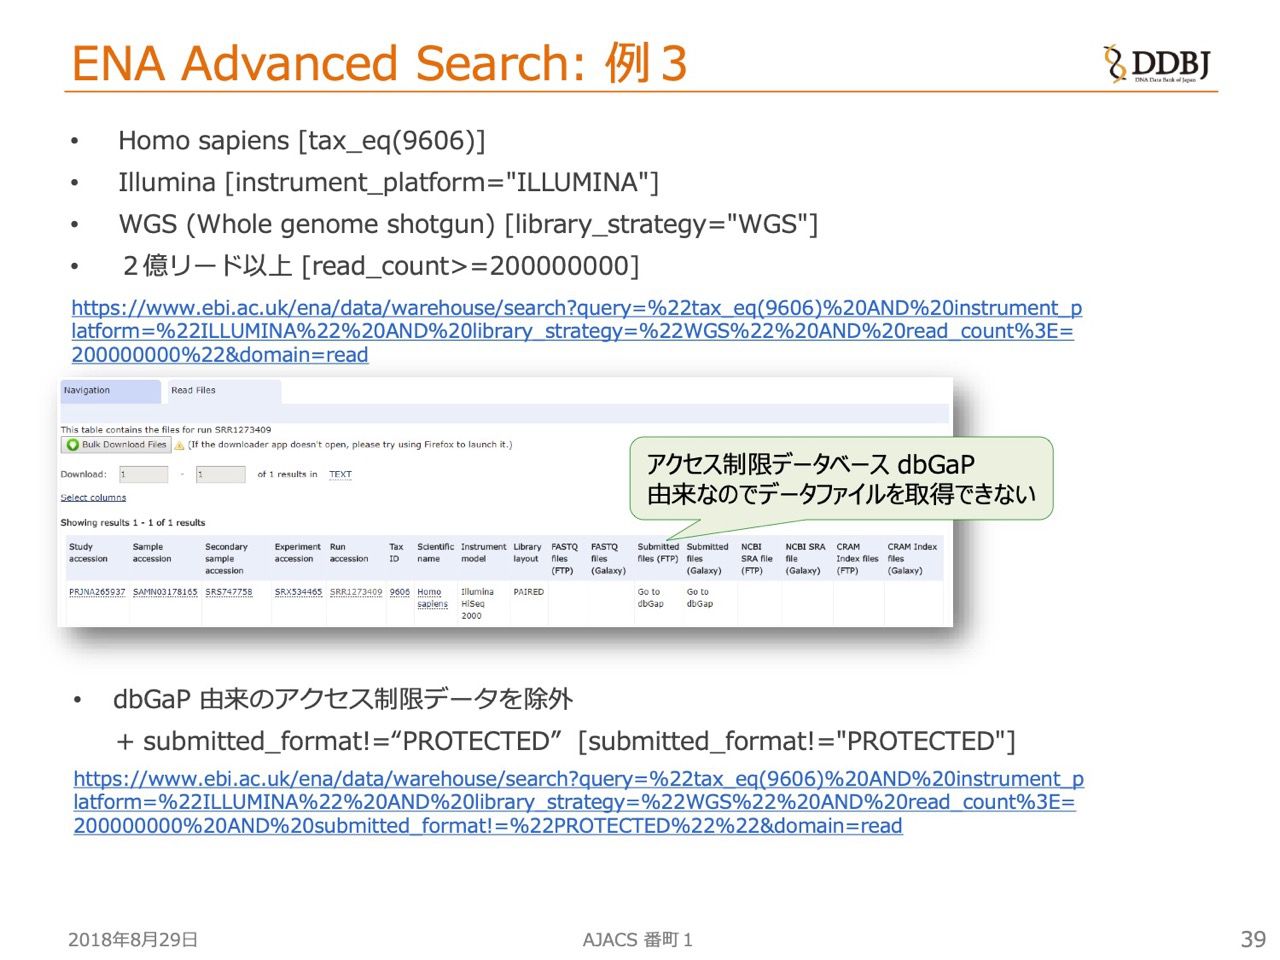 ENA Advanced Search: 例３
DDBJ
DNA Data Bank of Japan
• Homo sapiens [tax_eq(9606)]
• Illumina [instrument_platform="ILLUMINA"]
• WGS (Whole genome shotgun) [library_strategy="WGS"]
• ２億リード以上 [read_count>=200000000]
https://www.ebi.ac.uk/ena/data/warehouse/search?query=%22tax_eq(9606)%20AND%20instrument_p
latform=%22ILLUMINA%22%20AND%20library_strategy=%22WGS%22%20AND%20read_count%3E=
200000000%22&domain=read
Navigation Read Files
This table contains the files for run SRR1273409
Bulk Download Files (If the downloader app doesn't open, please try using Firefox to launch it.)
Download: 1 - 1 of 1 results in TEXT
Select columns
アクセス制限データベース dbGaP
由来なのでデータファイルを取得できない
Showing results 1 - 1 of 1 results
Study Sample Secondary Experiment Run Tax Scientific Instrument Library FASTQ FASTQ Submitted Submitted NCBI NCBI SRA CRAM CRAM Index
accession accession sample accession accession ID name model layout files files files (FTP) files SRA file file Index files files
accession (FTP) (Galaxy) (Galaxy) (FTP) (Galaxy) (FTP) (Galaxy)
PRJNA265937 SAMN03178165 SRS747758 SRX534465 SRR1273409 9606 Homo Illumina PAIRED Go to Go to
sapiens HiSeq dbGap dbGap
2000
• dbGaP 由来のアクセス制限データを除外
+ submitted_format!=“PROTECTED” [submitted_format!="PROTECTED"]
https://www.ebi.ac.uk/ena/data/warehouse/search?query=%22tax_eq(9606)%20AND%20instrument_p
latform=%22ILLUMINA%22%20AND%20library_strategy=%22WGS%22%20AND%20read_count%3E=
200000000%20AND%20submitted_format!=%22PROTECTED%22%22&domain=read
2018年8月29日 AJACS 番町１ 39